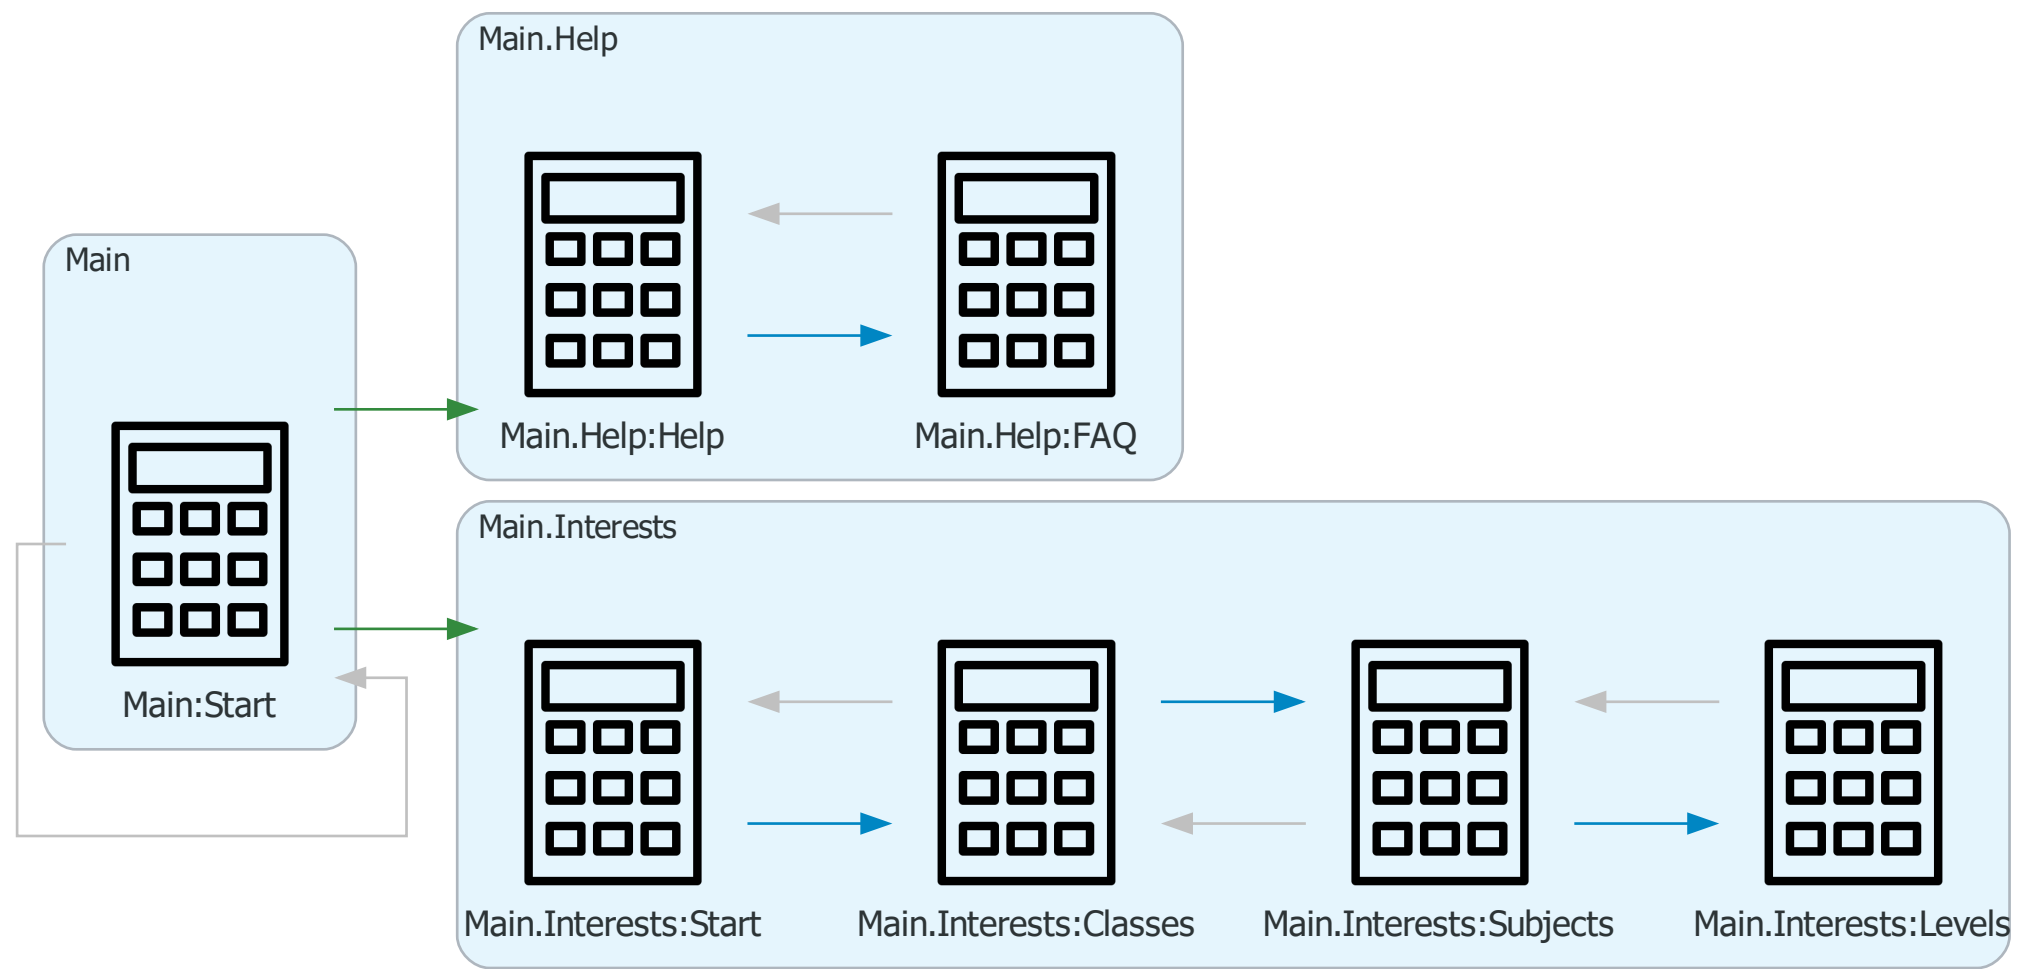 Main.Help
Main.Help:Help
Main.Help:FAQ
Main
Main:Start
Main.Interests
Main.Interests:Start
Main.Interests:Classes
Main.Interests:Subjects
Main.Interests:Levels